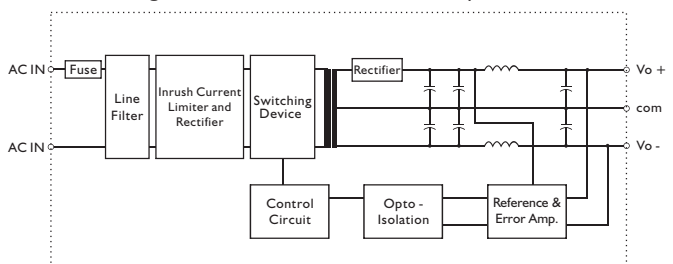 AC IN
Fuse
Line
Filter
Inrush Current
Limiter and
Rectifier
Switching
Device
Rectifier
Vo +
com
AC IN
Vo -
Control
Circuit
Opto -
Isolation
Reference &
Error Amp.